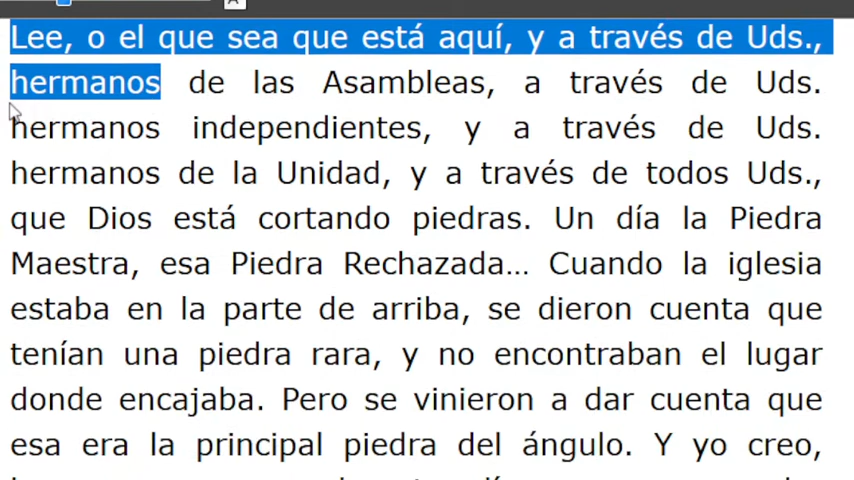 Lee, o el que sea que está aquí, y a través de Uds.,
hermanos de las Asambleas, a través de Uds.
hermanos independientes, y a través de Uds.
hermanos de la Unidad, y a través de todos Uds.,
que Dios está cortando piedras. Un día la Piedra
Maestra, esa Piedra Rechazada... Cuando la iglesia
estaba en la parte de arriba, se dieron cuenta que
tenían una piedra rara, y no encontraban el lugar
donde encajaba. Pero se vinieron a dar cuenta que
esa era la principal piedra del ángulo. Y yo creo,